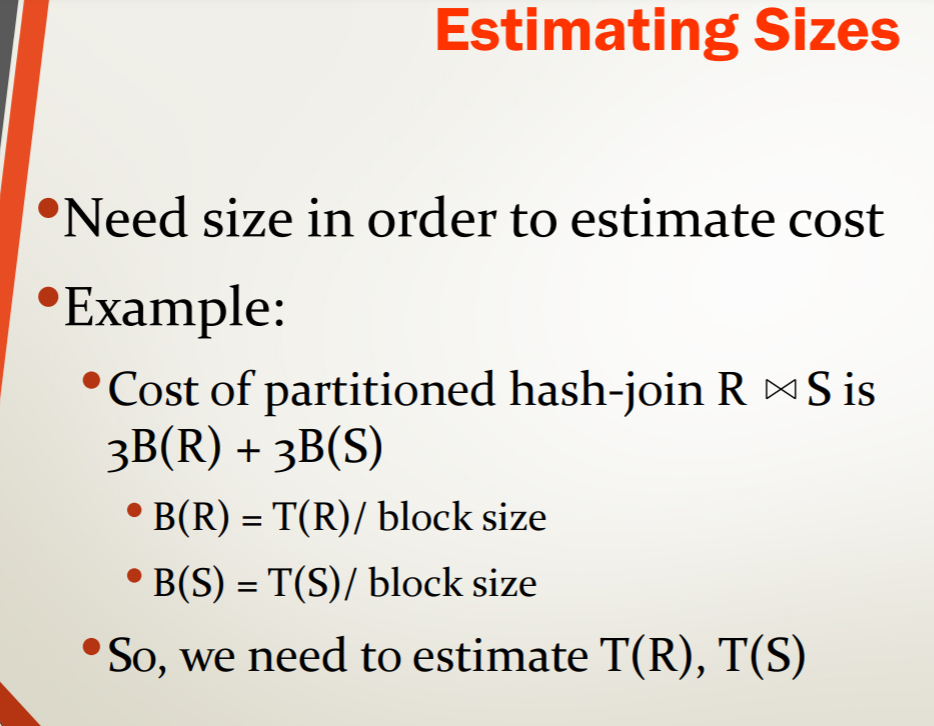 Estimating Sizes
•Need size in order to estimate cost
•Example:
•Cost of partitioned hash-join R ⋈ S is
3B(R) + 3B(S)
•B(R) = T(R)/ block size
•B(S) = T(S)/ block size
•So, we need to estimate T(R), T(S)